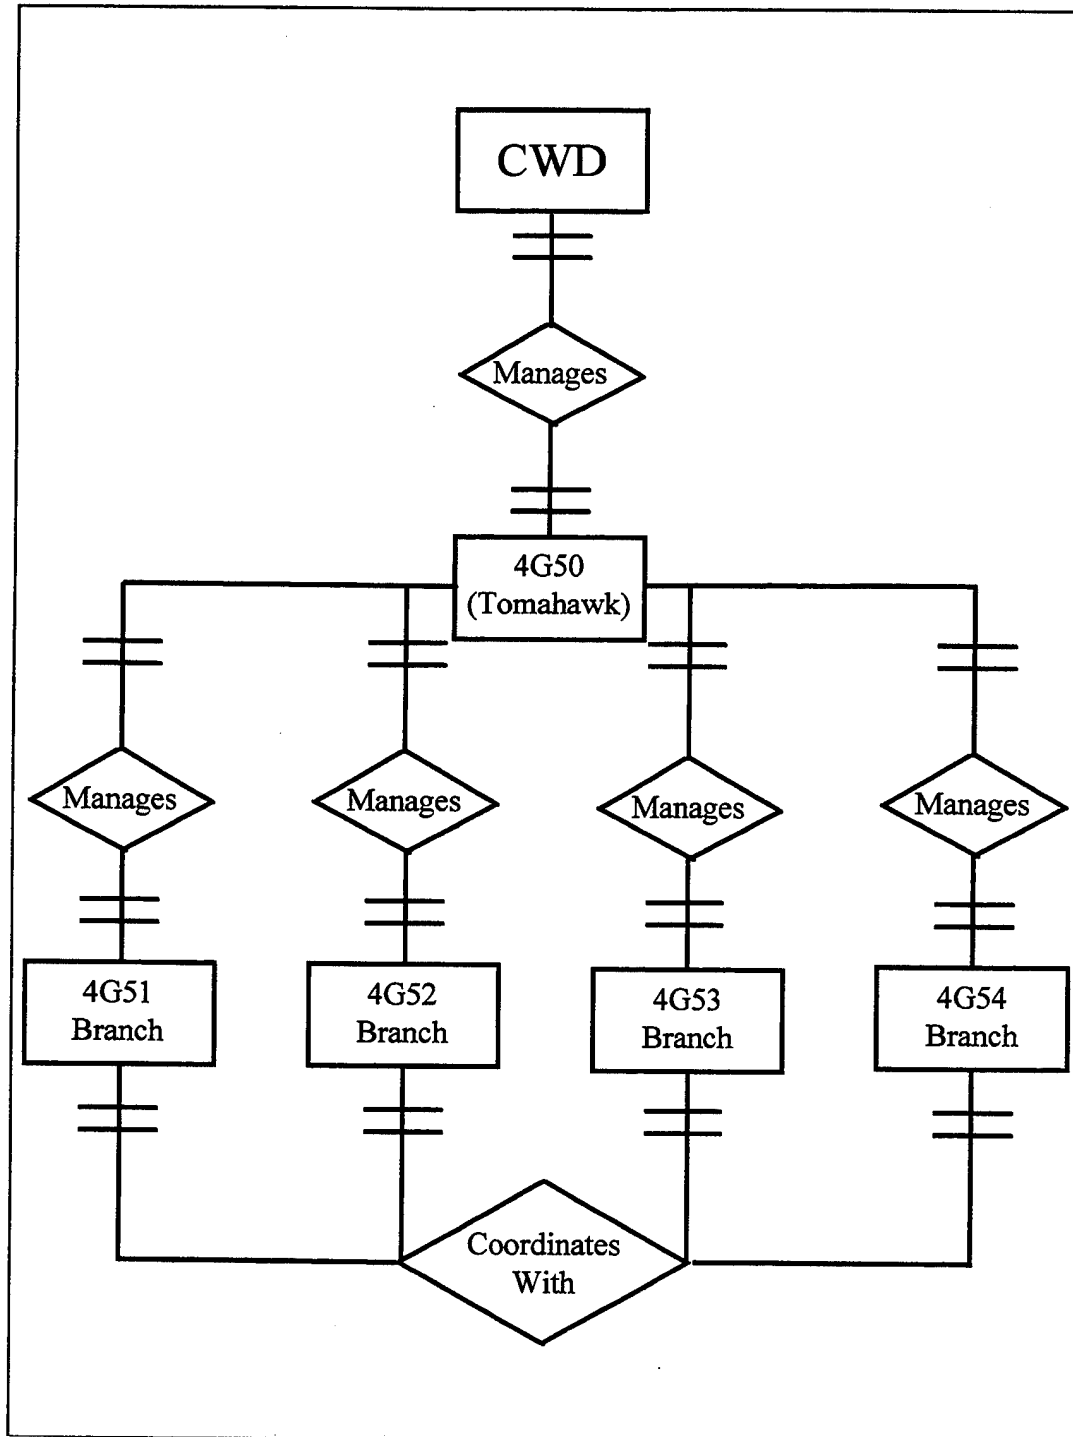 CWD
Manages
4G50
(Tomahawk)
Manages
Manages
Manages
Manages
4G51
Branch
4G52
Branch
4G53
Branch
4G54
Branch
Coordinates
With